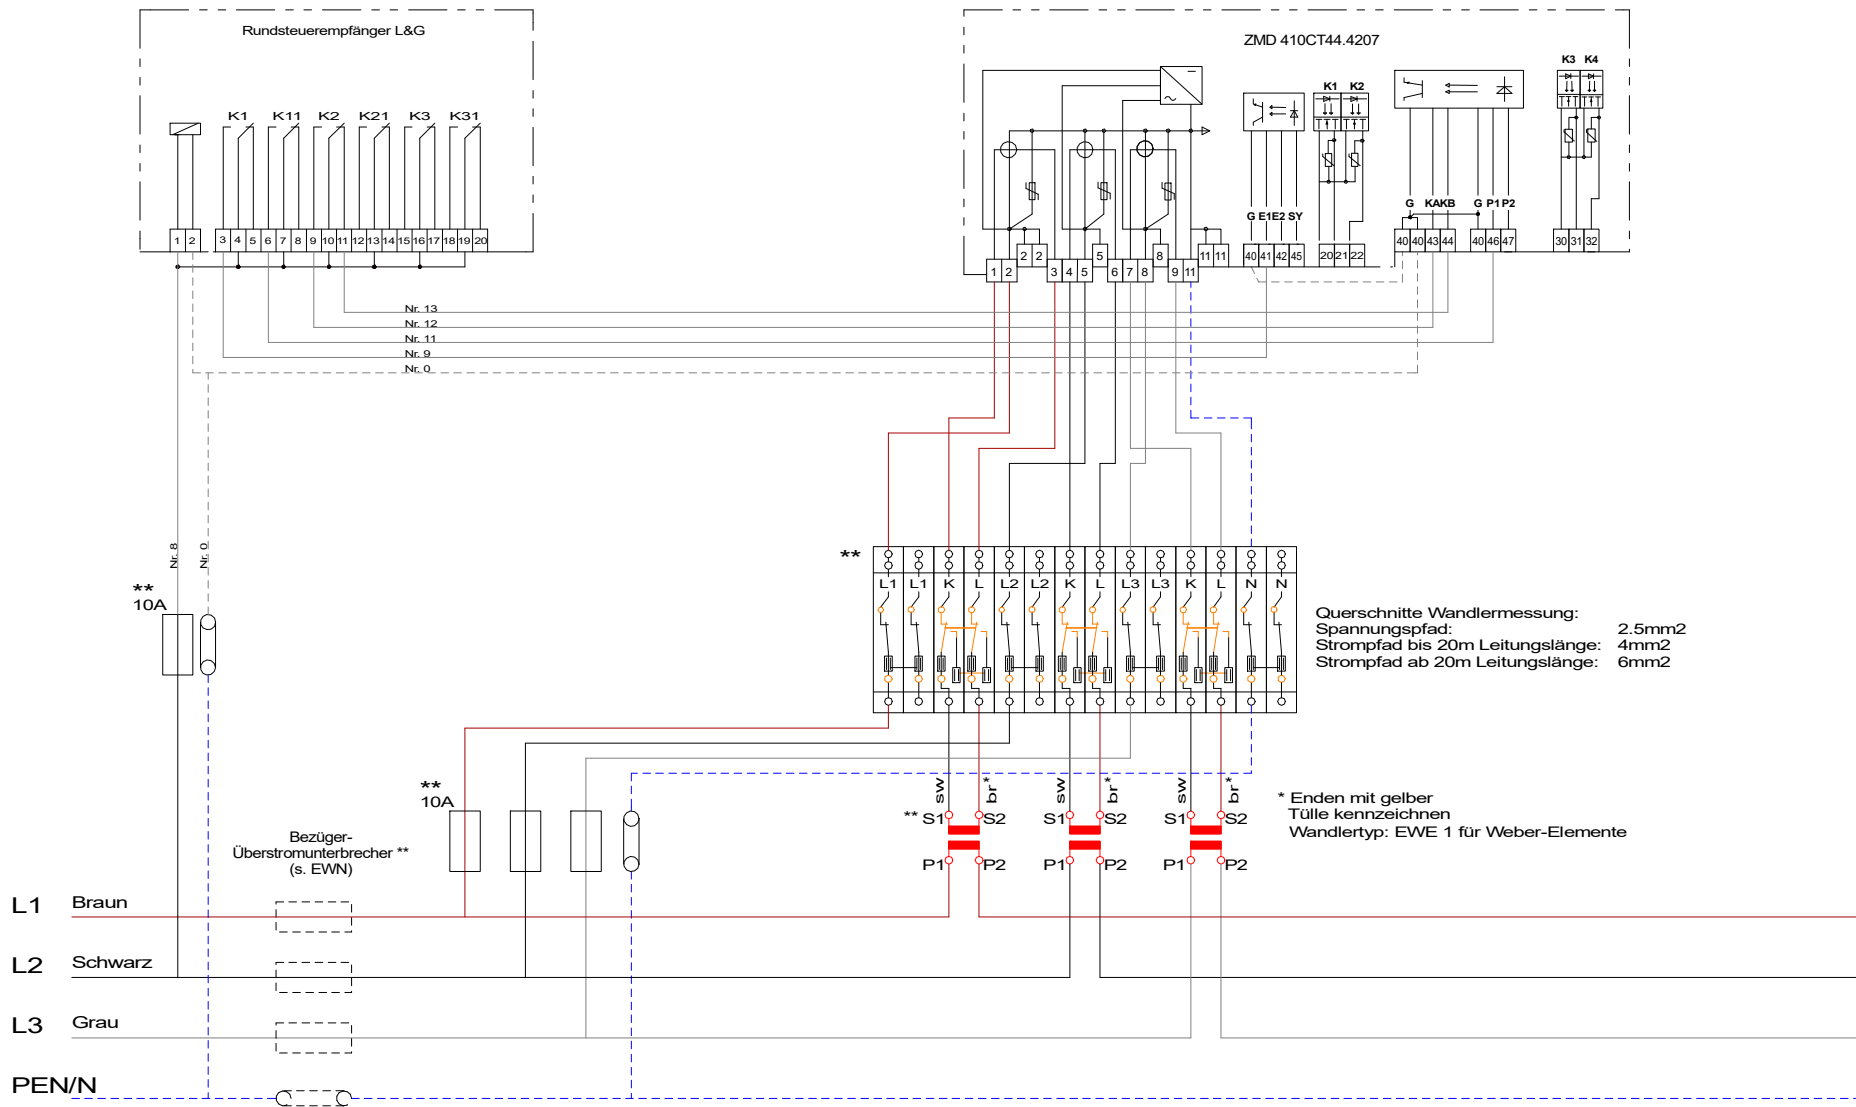 Rundsteuerempfänger L&G
ZMD 410CT44.4207
K1 K11 K2 K21 K3 K31
K1 K2
K3 K4
G E1 E2 SY
G KA KB G P1 P2
1 2 3 4 5 6 7 8 9 10 11 12 13 14 15 16 17 18 19 20
2 2 5 8 11 11
1 2 3 4 5 6 7 8 9 11
40 41 42 45
20 21 22
40 40 43 44 40 46 47
30 31 32
Nr. 13
Nr. 12
Nr. 11
Nr. 9
Nr. 0
Nr. 8
Nr. 0
**
10A
**
L1 L1 K L L2 L2 K L L3 L3 K L N N
Querschnitte Wandlermessung:
Spannungspfad: 2.5mm2
Strompfad bis 20m Leitungslänge: 4mm2
Strompfad ab 20m Leitungslänge: 6mm2
**
10A
sw br* sw br* sw br*
** S1 S2 S1 S2 S1 S2
P1 P2 P1 P2 P1 P2
* Enden mit gelber
Tülle kennzeichnen
Wandlertyp: EWE 1 für Weber-Elemente
Bezüger-
Überstromunterbrecher **
(s. EWN)
L1 Braun
L2 Schwarz
L3 Grau
PEN/N